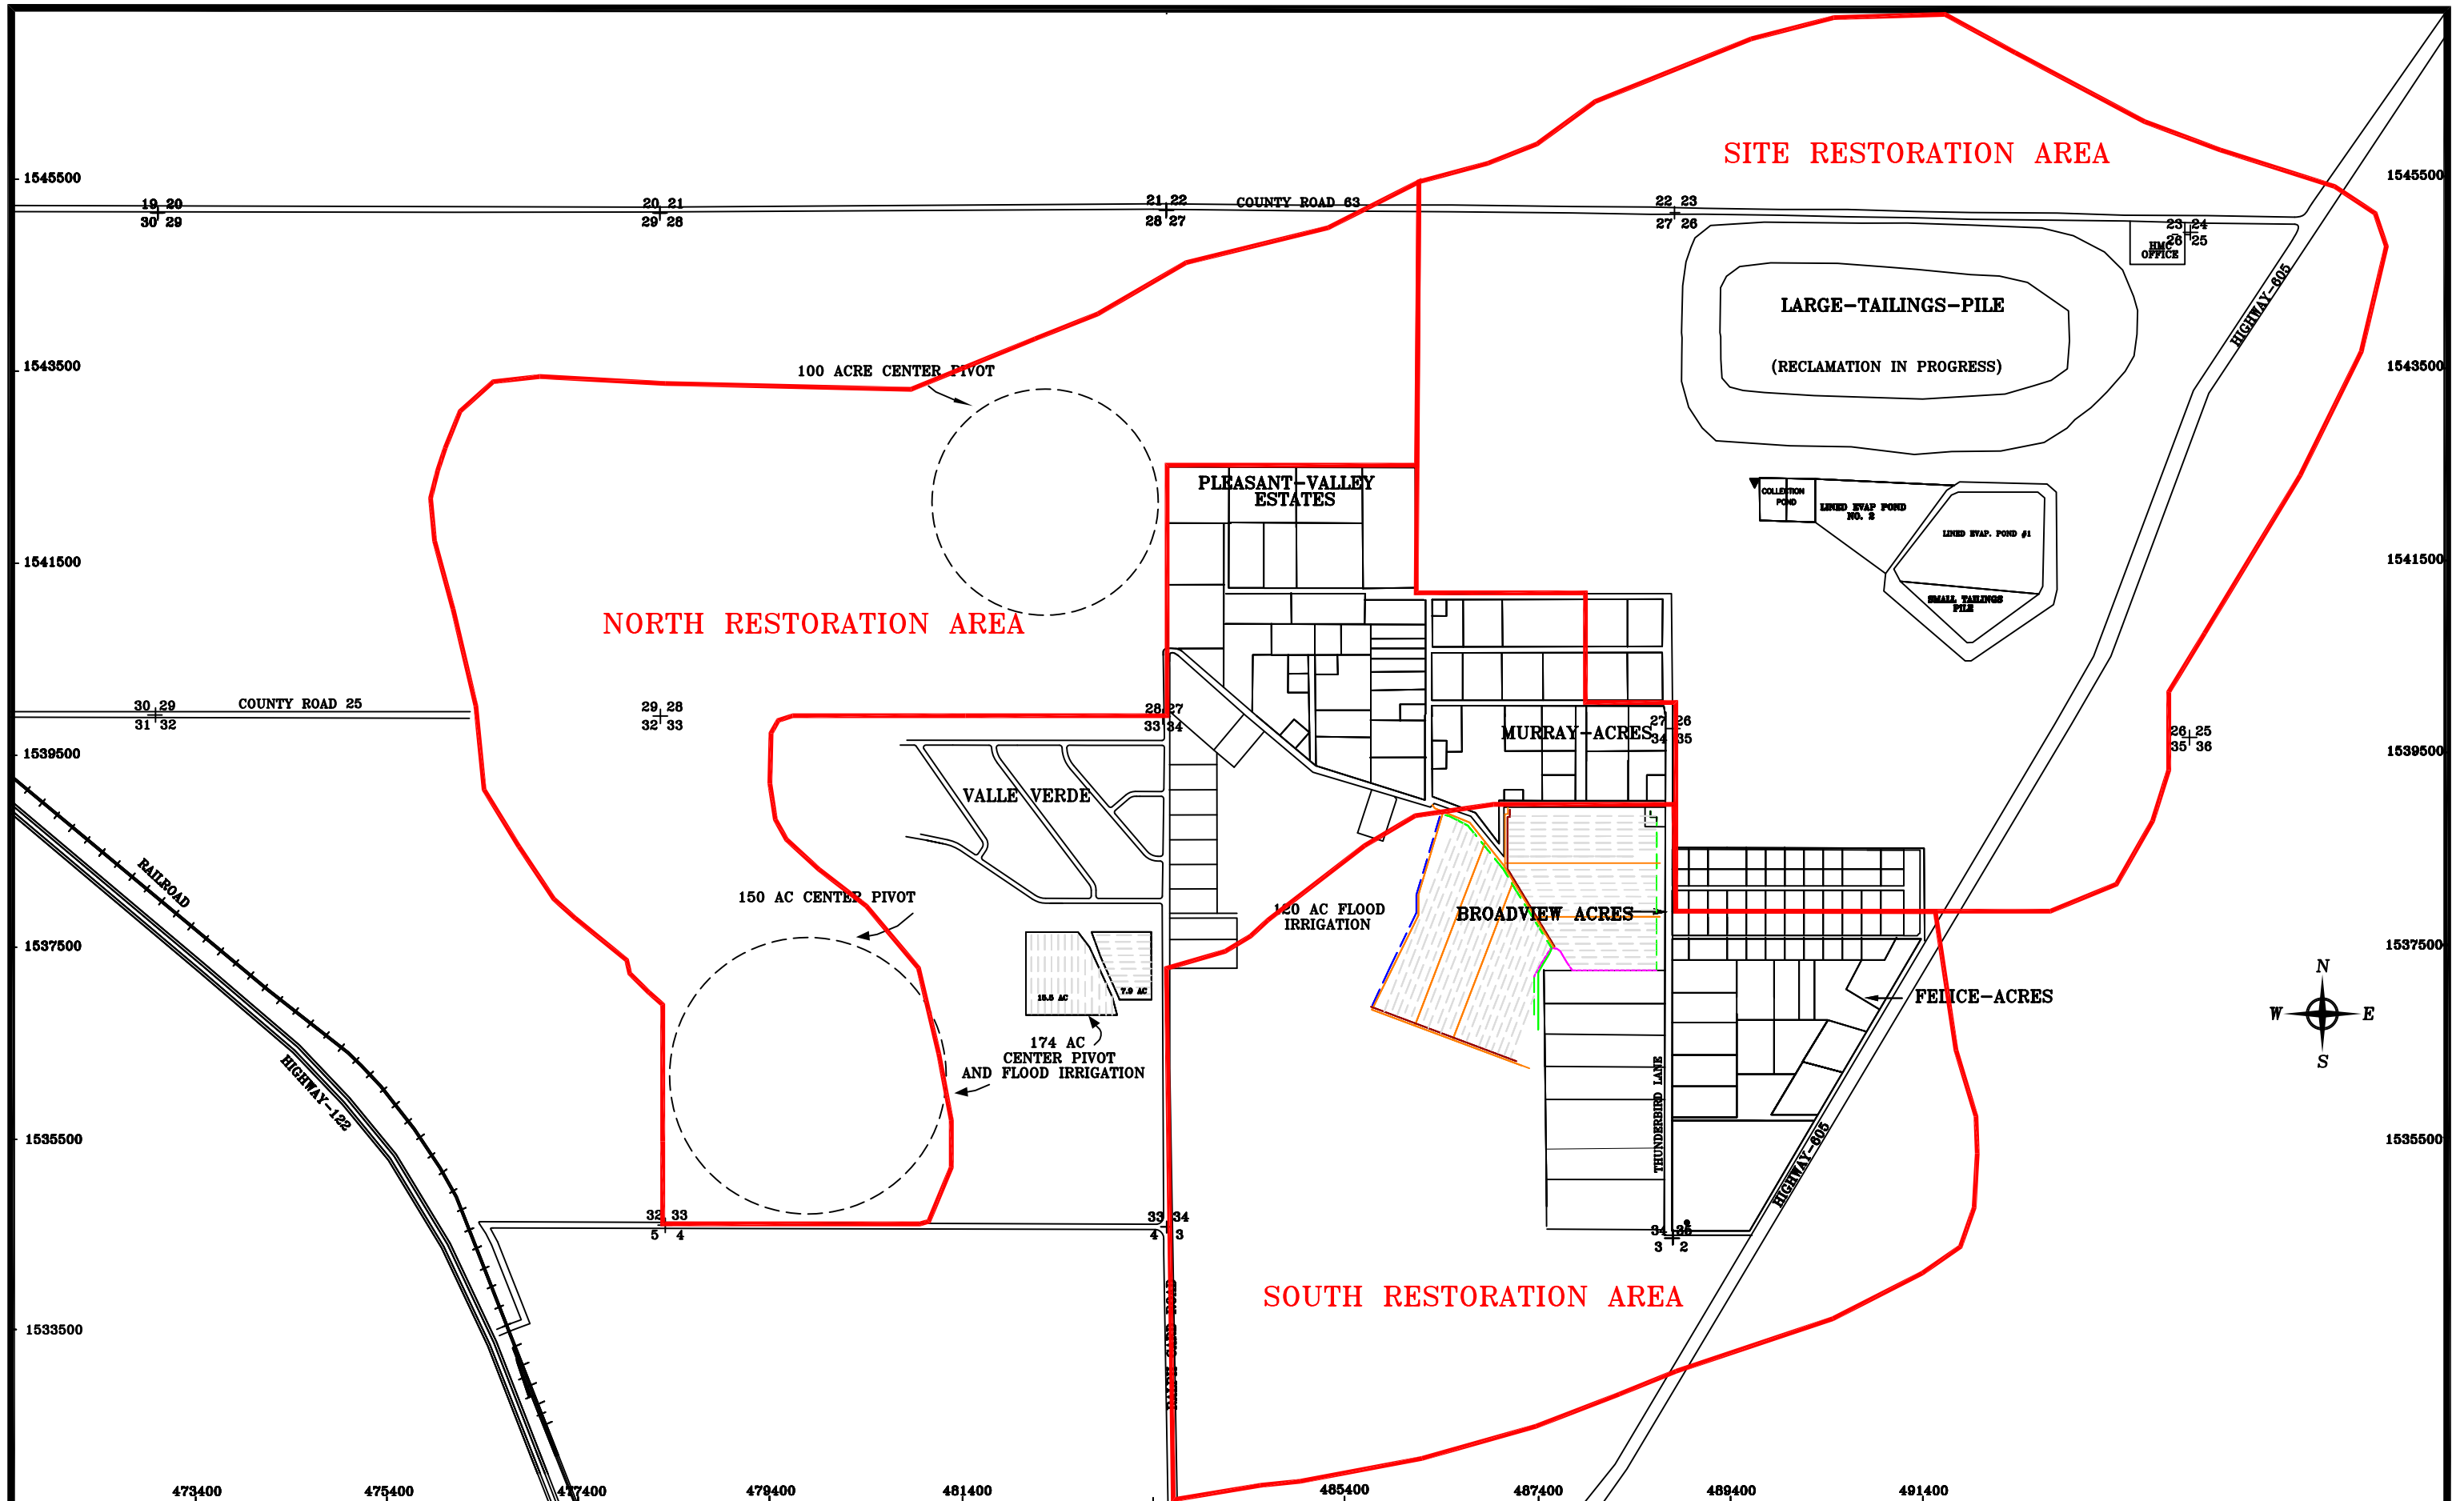 SITE RESTORATION AREA
1545500
1545500
19 20
30 29
20 21
29 28
21 22
28 27
COUNTY ROAD 63
22 23
27 26
23 24
26 25
HMC
OFFICE
HIGHWAY-605
LARGE-TAILINGS-PILE
(RECLAMATION IN PROGRESS)
1543500
1543500
100 ACRE CENTER PIVOT
PLEASANT-VALLEY
ESTATES
COLLECTION
POND
LINED EVAP POND
NO. 2
LINED EVAP. POND #1
SMALL TAILINGS
PILE
1541500
1541500
NORTH RESTORATION AREA
30 29
31 32
COUNTY ROAD 25
29 28
32 33
28 27
33 34
MURRAY-ACRES
27 26
34 35
26 25
35 36
1539500
1539500
VALLE VERDE
RAILROAD
150 AC CENTER PIVOT
120 AC FLOOD
IRRIGATION
BROADVIEW ACRES
1537500
1537500
15.5 AC
7.9 AC
FELICE-ACRES
N
W
E
S
174 AC
CENTER PIVOT
AND FLOOD IRRIGATION
HIGHWAY-122
THUNDERBIRD LANE
HIGHWAY-605
1535500
1535500
32 33
5 4
33 34
4 3
34 35
3 2
SOUTH RESTORATION AREA
ROAD
1533500
473400
475400
477400
479400
481400
485400
487400
489400
491400